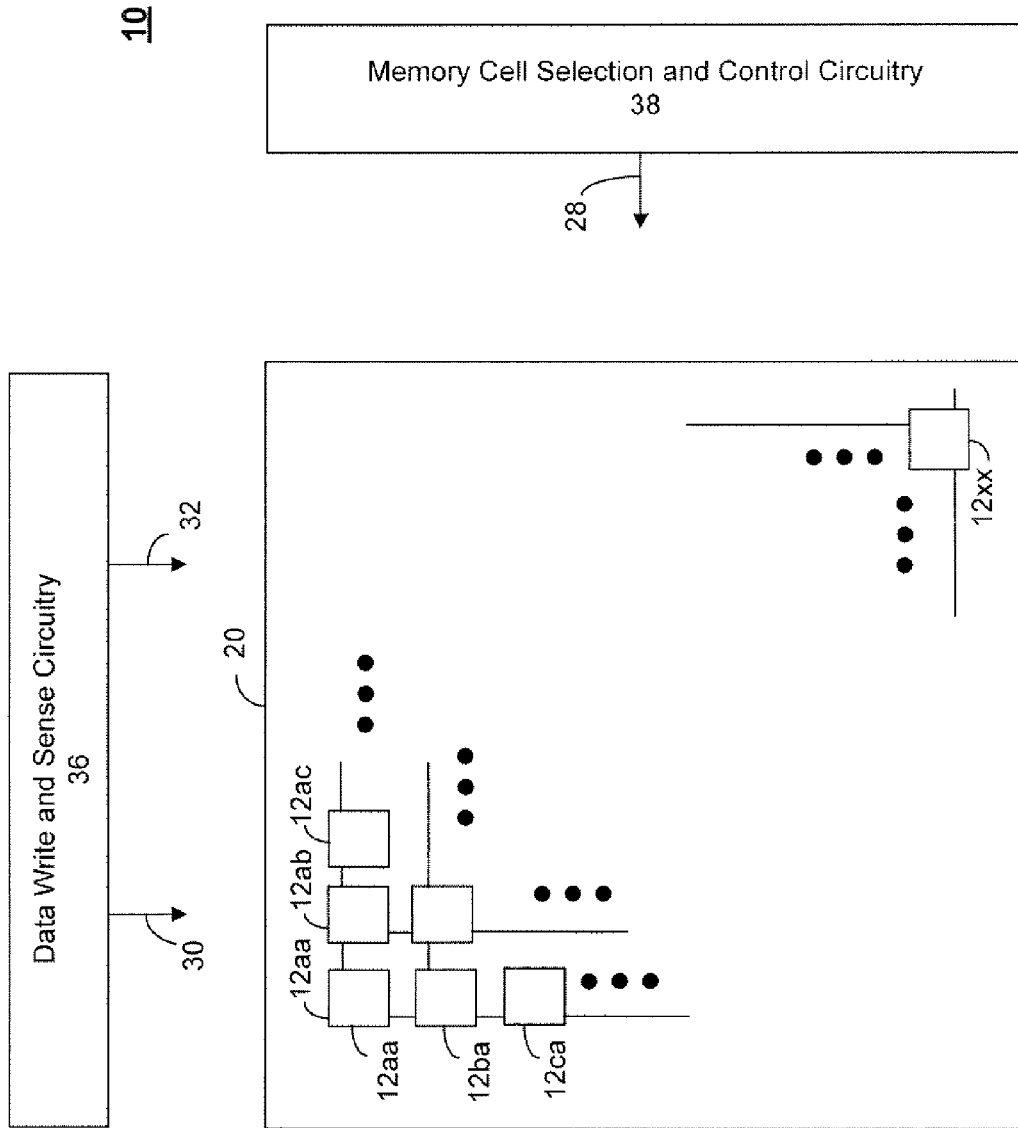 10
Data Write and Sense Circuitry
36
Memory Cell Selection and Control Circuitry
38
30
32
28
20
12aa
12ab
12ac
12aa
12ba
12ca
12xx